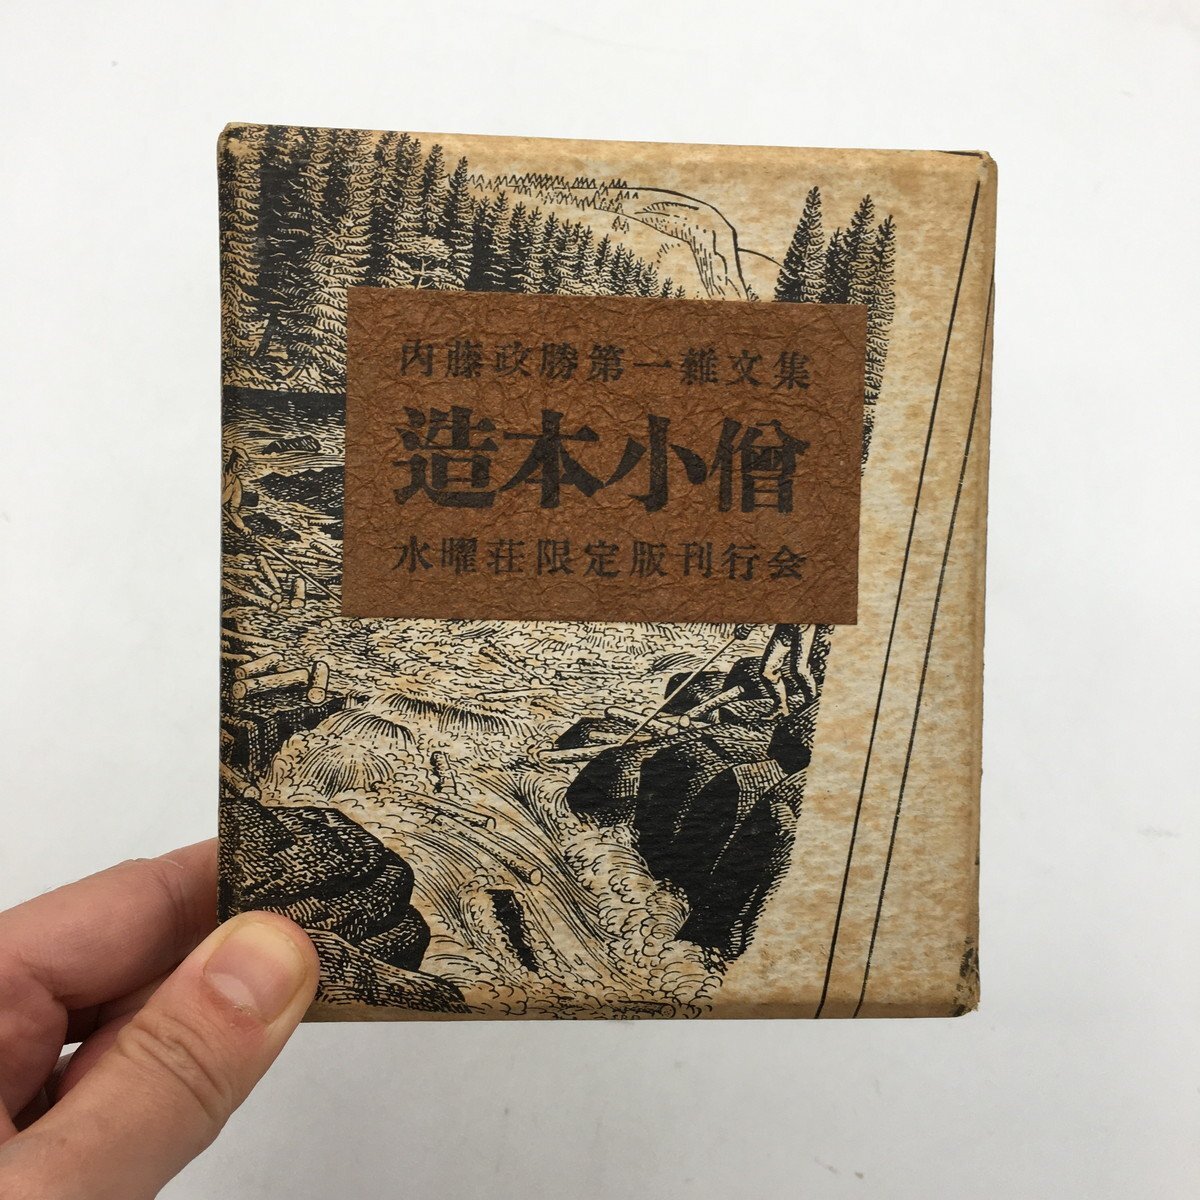 内藤政勝第一雑文集
造本小僧
水曜荘限定版刊行会